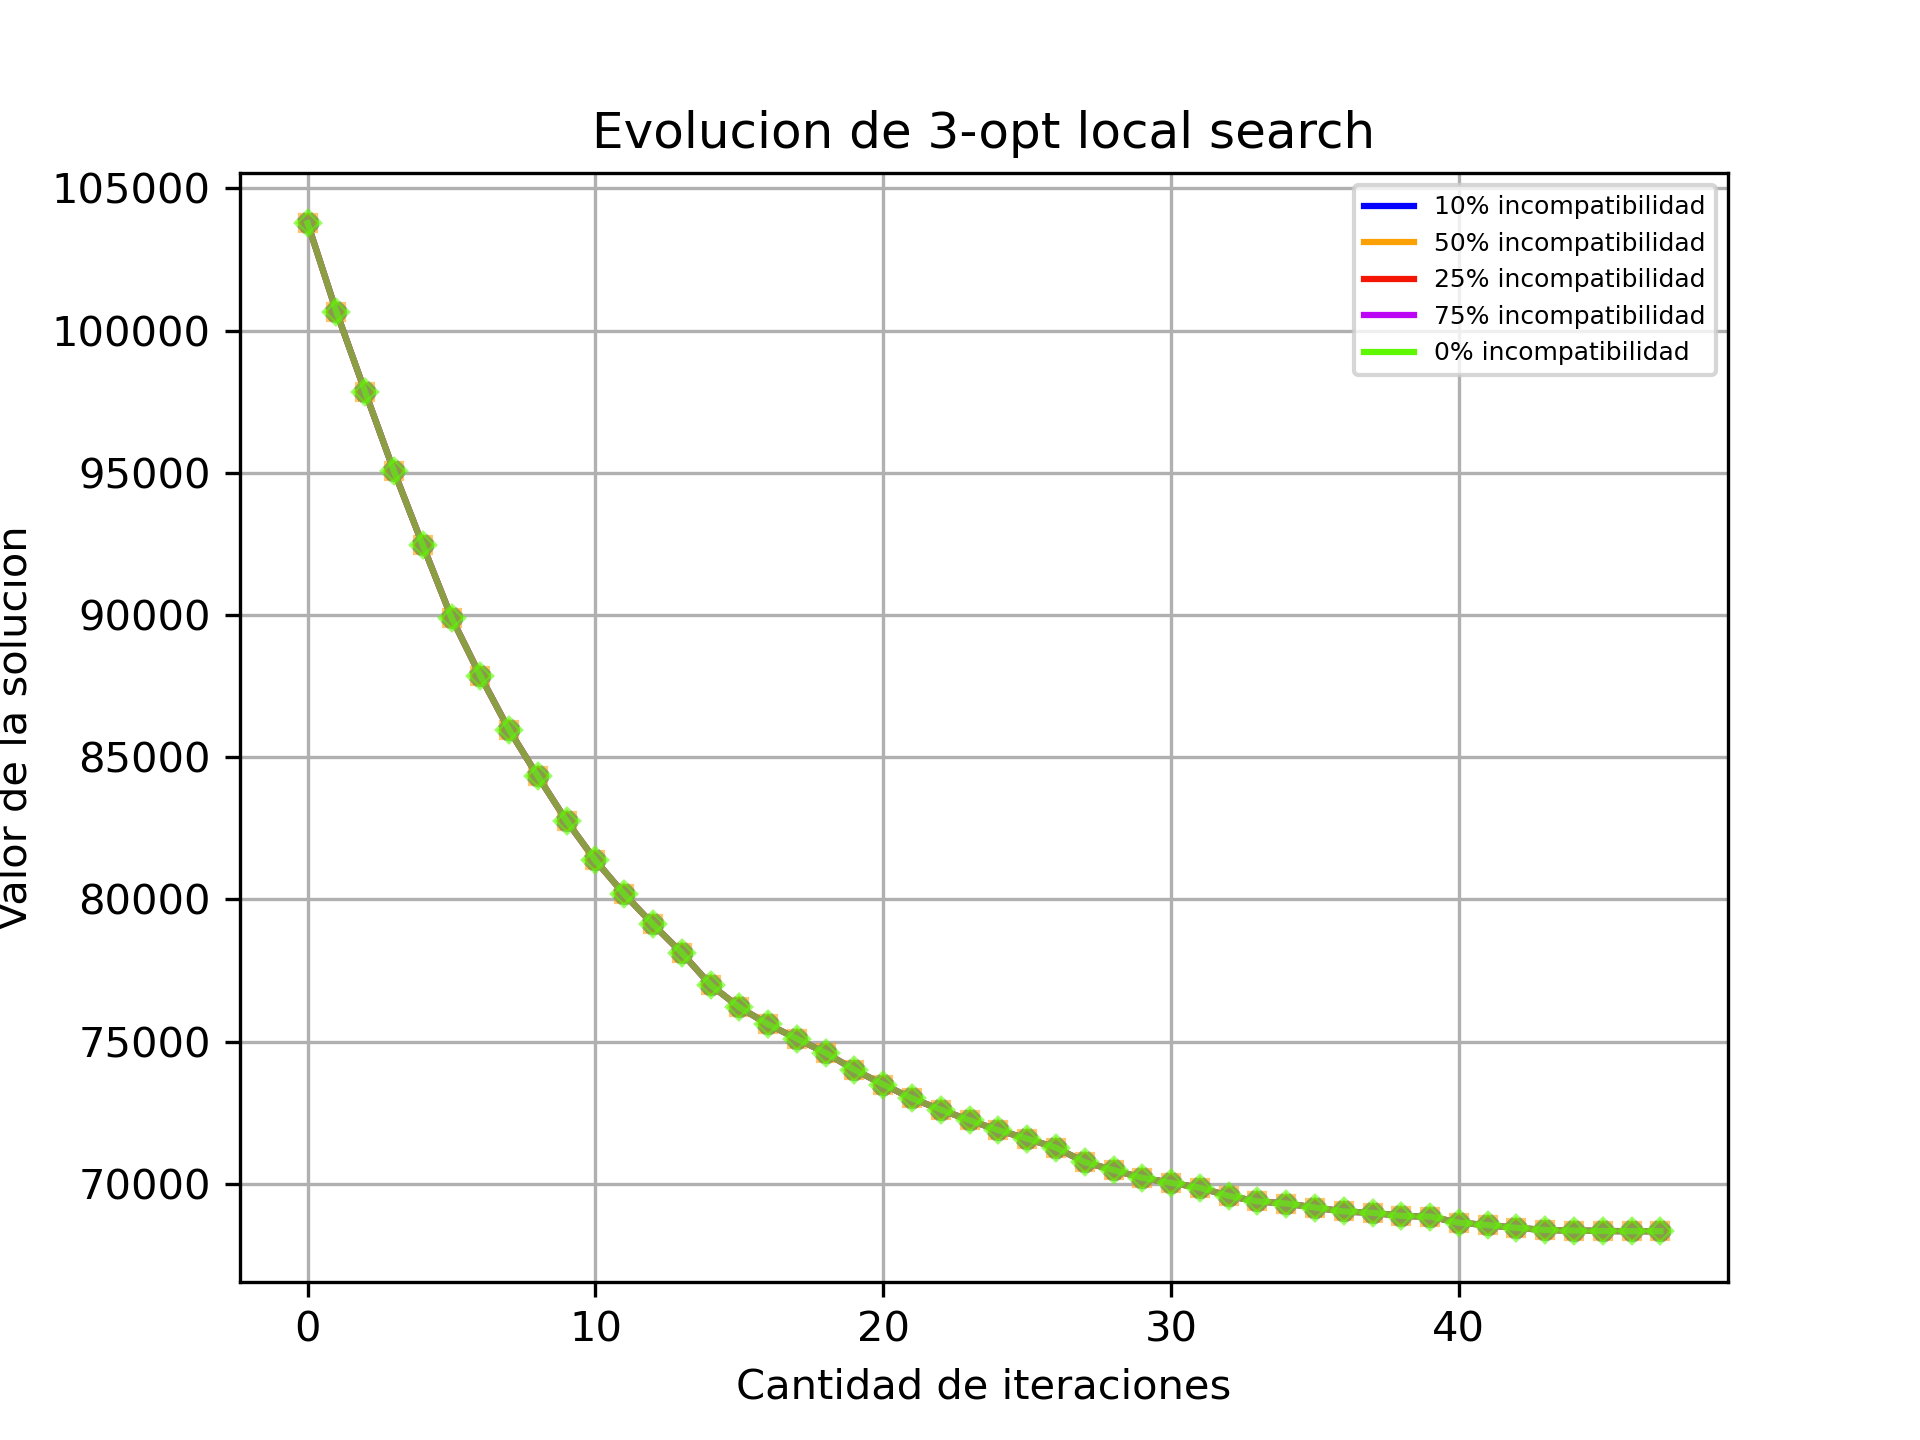 Evolucion de 3-opt local search
105000
100000
95000
90000
85000
80000
75000
70000
Valor de la solucion
10% incompatibilidad
50% incompatibilidad
25% incompatibilidad
75% incompatibilidad
0% incompatibilidad
0 10 20 30 40
Cantidad de iteraciones